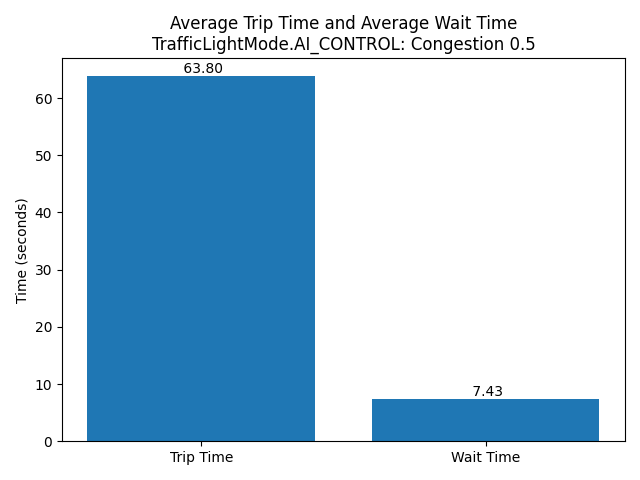 Average Trip Time and Average Wait Time
TrafficLightMode.AI_CONTROL: Congestion 0.5
Time (seconds)
60
50
40
30
20
10
0
63.80
7.43
Trip Time
Wait Time